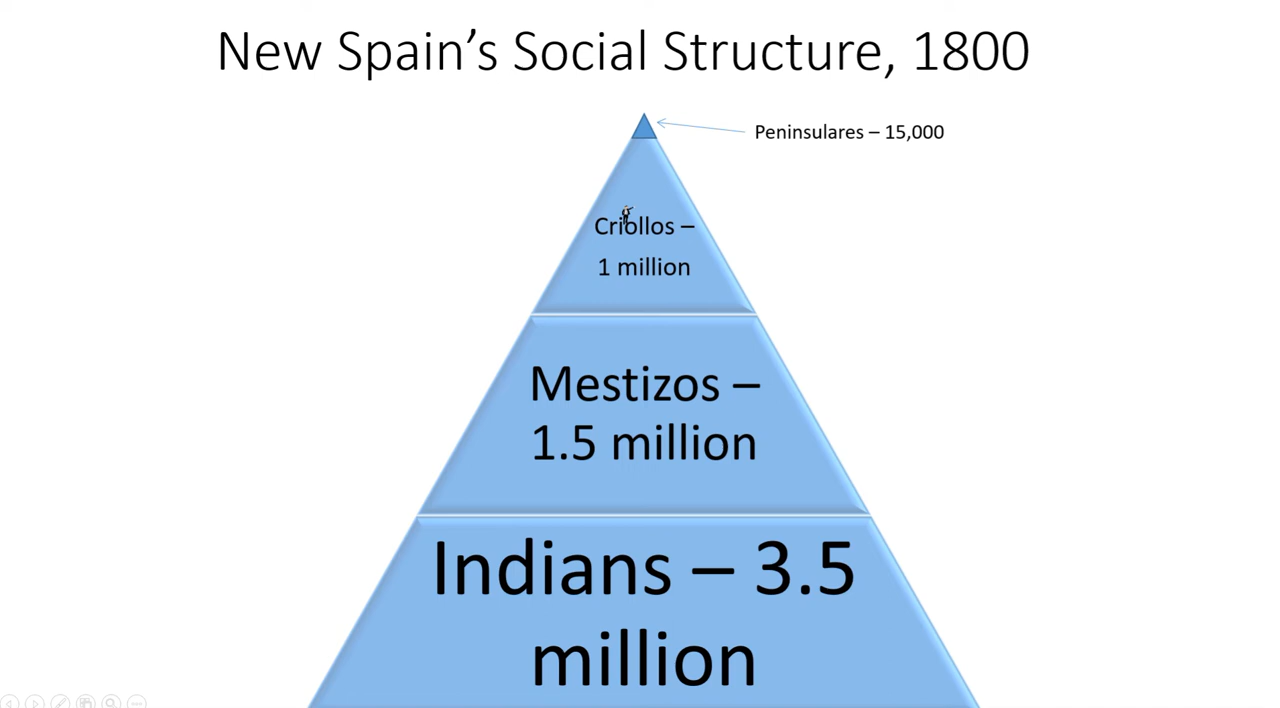 New Spain’s Social Structure, 1800
Peninsulares – 15,000
Criollos –
1 million
Mestizos –
1.5 million
Indians – 3.5
million